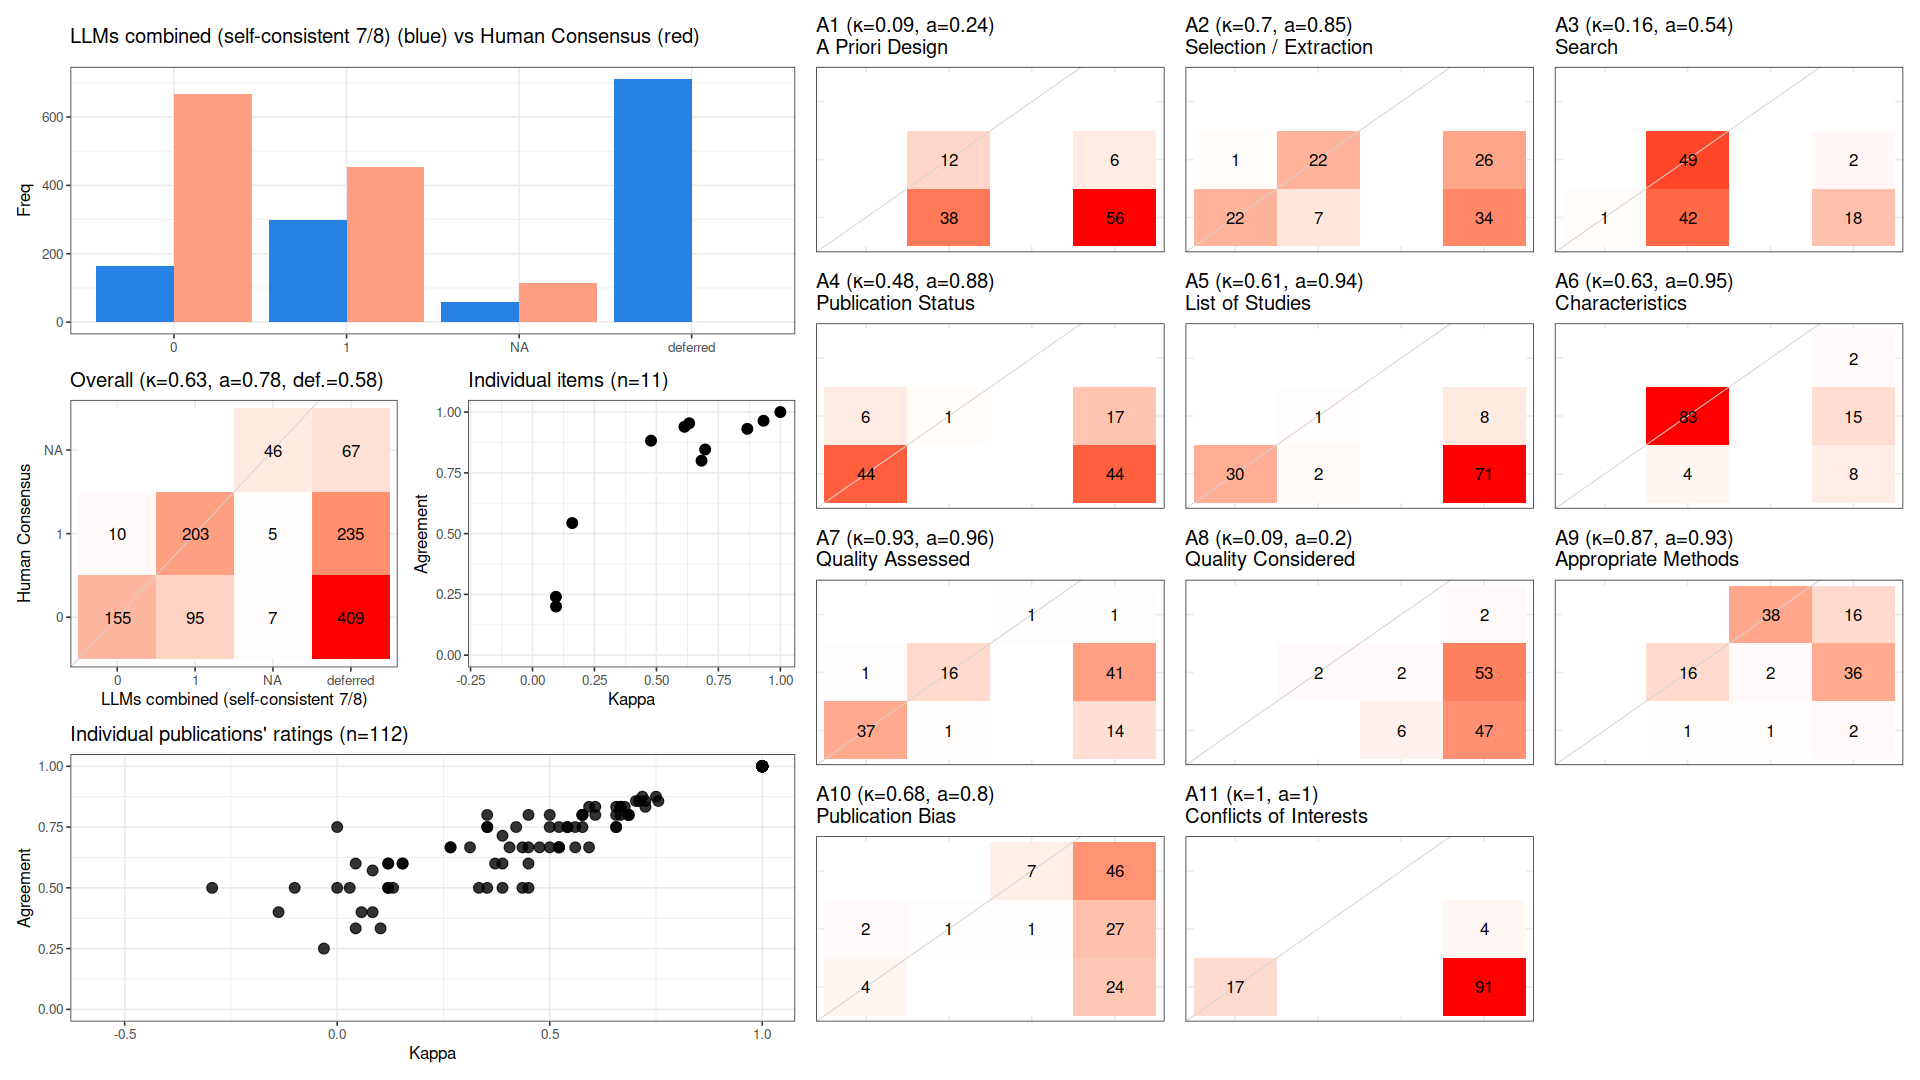 LLMs combined (self-consistent 7/8) (blue) vs Human Consensus (red)
Freq
600
400
200
0
0 1 NA deferred
Overall (κ=0.63, a=0.78, def.=0.58)
Human Consensus
NA
1
0
46 67
10 203 5 235
155 95 7 409
0 1 NA deferred
LLMs combined (self-consistent 7/8)
Individual items (n=11)
Agreement
1.00
0.75
0.50
0.25
0.00
-0.25 0.00 0.25 0.50 0.75 1.00
Kappa
Individual publications' ratings (n=112)
Agreement
1.00
0.75
0.50
0.25
0.00
-0.5 0.0 0.5 1.0
Kappa
A1 (κ=0.09, a=0.24)
A Priori Design
12 6
38 56
A2 (κ=0.7, a=0.85)
Selection / Extraction
1 22 26
22 7 34
A3 (κ=0.16, a=0.54)
Search
49 2
1 42 18
A4 (κ=0.48, a=0.88)
Publication Status
6 1 17
44 44
A5 (κ=0.61, a=0.94)
List of Studies
1 8
30 2 71
A6 (κ=0.63, a=0.95)
Characteristics
2
83 15
4 8
A7 (κ=0.93, a=0.96)
Quality Assessed
1 1
1 16 41
37 1 14
A8 (κ=0.09, a=0.2)
Quality Considered
2
2 2 53
6 47
A9 (κ=0.87, a=0.93)
Appropriate Methods
38 16
16 2 36
1 1 2
A10 (κ=0.68, a=0.8)
Publication Bias
7 46
2 1 1 27
4 24
A11 (κ=1, a=1)
Conflicts of Interests
4
17 91